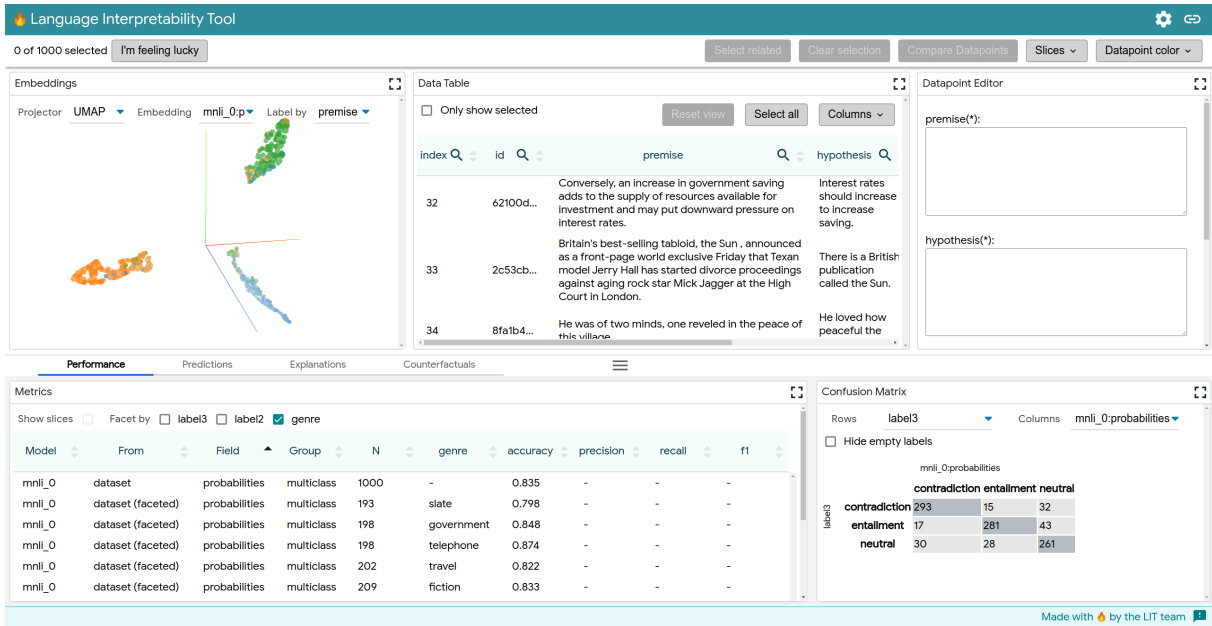 Language Interpretability Tool
0 of 1000 selected I'm feeling lucky Select related Clear selection Compare Datapoints Slices Datapoint color
Embeddings
Projector UMAP Embedding mnli_0:p Label by premise
Data Table
Only show selected Reset view Select all Columns
index id premise hypothesis
32 62100d... Conversely, an increase in government saving
adds to the supply of resources available for
investment and may put downward pressure on
interest rates.
Interest rates
should increase
to increase
saving.
33 2c53cb... Britain's best-selling tabloid, the Sun , announced
as a front-page world exclusive Friday that Texan
model Jerry Hall has started divorce proceedings
against aging rock star Mick Jagger at the High
Court in London.
There is a British
publication
called the Sun.
34 8fa1b4... He was of two minds, one reveled in the peace of
this village.
He loved how
peaceful the
Datapoint Editor
premise(*):
hypothesis(*):
Performance Predictions Explanations Counterfactuals
Metrics
Show slices Facet by label3 label2 genre
Model From Field Group N genre accuracy precision recall f1
mnli_0 dataset probabilities multiclass 1000 - 0.835 - - -
mnli_0 dataset (faceted) probabilities multiclass 193 slate 0.798 - - -
mnli_0 dataset (faceted) probabilities multiclass 198 government 0.848 - - -
mnli_0 dataset (faceted) probabilities multiclass 198 telephone 0.874 - - -
mnli_0 dataset (faceted) probabilities multiclass 202 travel 0.822 - - -
mnli_0 dataset (faceted) probabilities multiclass 209 fiction 0.833 - - -
Confusion Matrix
Rows label3 Columns mnli_0:probabilities
Hide empty labels
mnli_0:probabilities
contradiction entailment neutral
label3
contradiction 293 15 32
entailment 17 281 43
neutral 30 28 261
Made with 🔥 by the LIT team